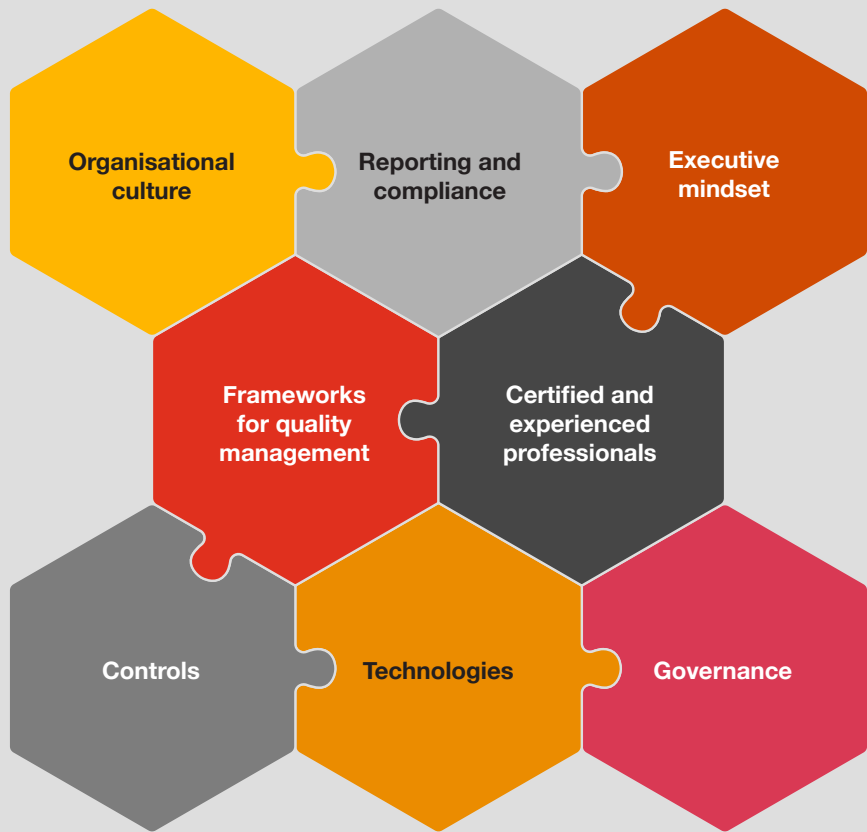 Organisational
culture
Reporting and
compliance
Executive
mindset
Frameworks
for quality
management
Certified and
experienced
professionals
Controls
Technologies
Governance